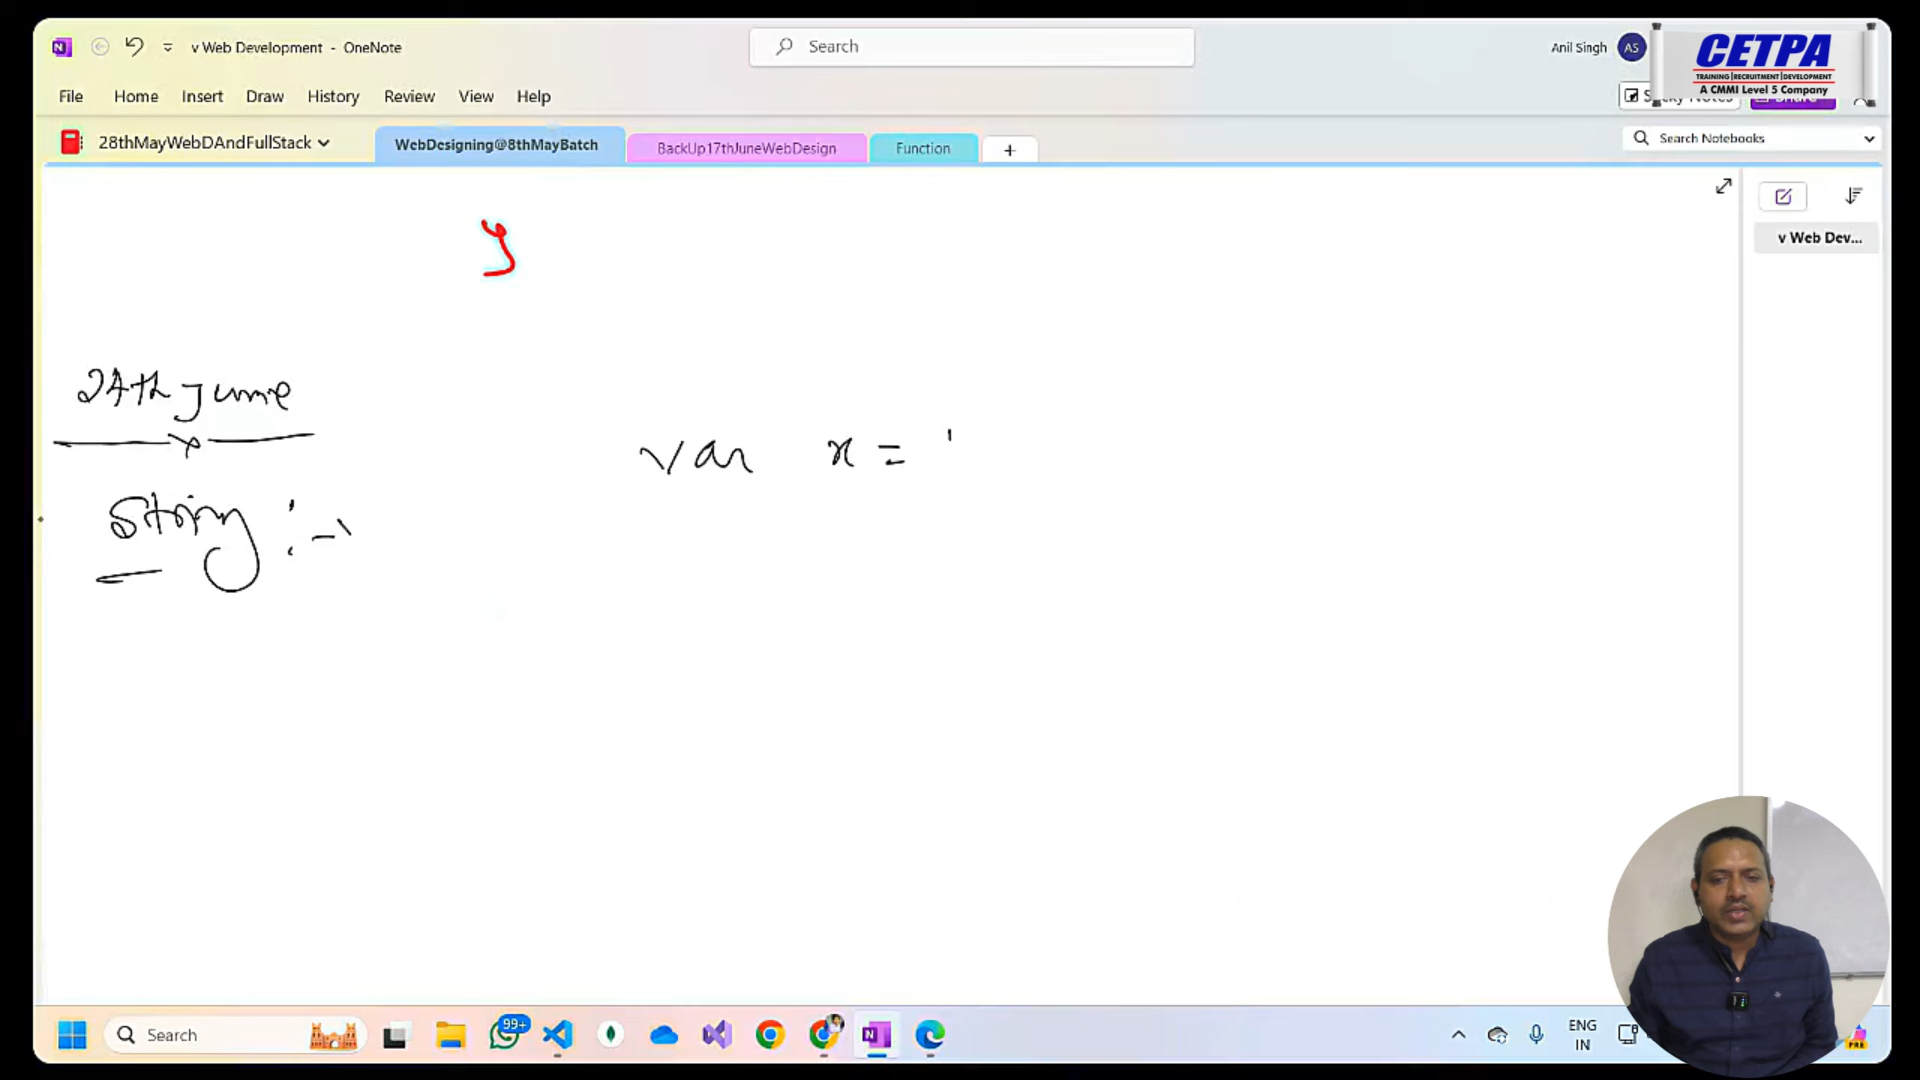 v Web Development - OneNote
Search
Anil Singh AS
CETPA
TRAINING|RECRUITMENT|DEVELOPMENT
A CMMI Level 5 Company
File Home Insert Draw History Review View Help
28thMayWebDAndFullStack
WebDesigning@8thMayBatch
BackUp17thJuneWebDesign
Function
+
Search Notebooks
v Web Dev...
24th June
var x = '
String :-
Search
99+
ENG
IN
PRE